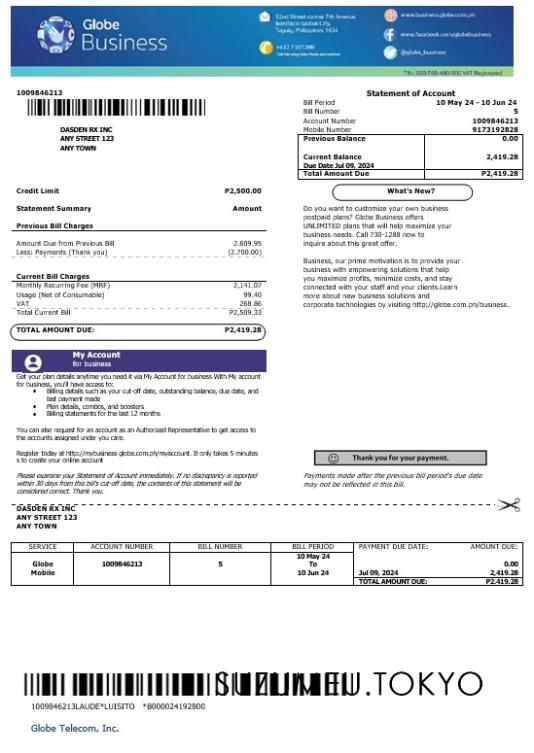 Globe
Business
32nd Street corner 7th Avenue
Bonifacio Global City,
Taguig, Philippines 1634
www.business.globe.com.ph
www.facebook.com/globebusiness
@globe_business
TIN: 000-768-480-000 VAT Registered
1009846213
DASDEN RX INC
ANY STREET 123
ANY TOWN
Statement of Account
Bill Period 10 May 24 - 10 Jun 24
Bill Number 5
Account Number 1009846213
Mobile Number 9173192828
Previous Balance 0.00
Current Balance 2,419.28
Due Date Jul 09, 2024
Total Amount Due P2,419.28
Credit Limit P2,500.00
Statement Summary Amount
Previous Bill Charges
Amount Due from Previous Bill 2.609.95
Less: Payments (Thank you) (2,700.00)
Current Bill Charges
Monthly Recurring Fee (MRF) 2,141.07
Usage (Net of Consumable) 99.40
VAT 268.86
Total Current Bill P2,509.33
TOTAL AMOUNT DUE: P2,419.28
What's New?
Do you want to customize your own business
postpaid plans? Globe Business offers
UNLIMITED plans that will help maximize your
business needs. Call 730-1288 now to
inquire about this great offer.
Business, our prime motivation is to provide your
business with empowering solutions that help
you maximize profits, minimize costs, and stay
connected with your staff and your clients.Learn
more about new business solutions and
corporate technologies by visiting http://globe.com.ph/business.
My Account
for business
Get your plan details anytime you need it via My Account for business With My account
for business, you'll have access to:
• Billing details such as your cut-off date, outstanding balance, due date, and
last payment made
• Plan details, combos, and boosters
• Billing statements for the last 12 months
You can also request for an account as an Authorized Representative to get access to
the accounts assigned under you care.
Register today at http://mybusiness.globe.com.ph/myaccount. It only takes 5 minutes
s to create your online account
Please examine your Statement of Account immediately. If no discrepancy is reported
within 30 days from this bill's cut-off date, the contents of this statement will be
considered correct. Thank you.
Thank you for your payment.
Payments made after the previous bill period's due date
may not be reflected in this bill.
DASDEN RX INC
ANY STREET 123
ANY TOWN
SERVICE ACCOUNT NUMBER BILL NUMBER BILL PERIOD PAYMENT DUE DATE: AMOUNT DUE:
Globe Mobile 1009846213 5 10 May 24 To 10 Jun 24 0.00
Jul 09, 2024 2,419.28
TOTAL AMOUNT DUE: P2.419.28
SUZUMEU.TOKYO
1009846213LAUDE*LUISITO *B000024192800
Globe Telecom, Inc.